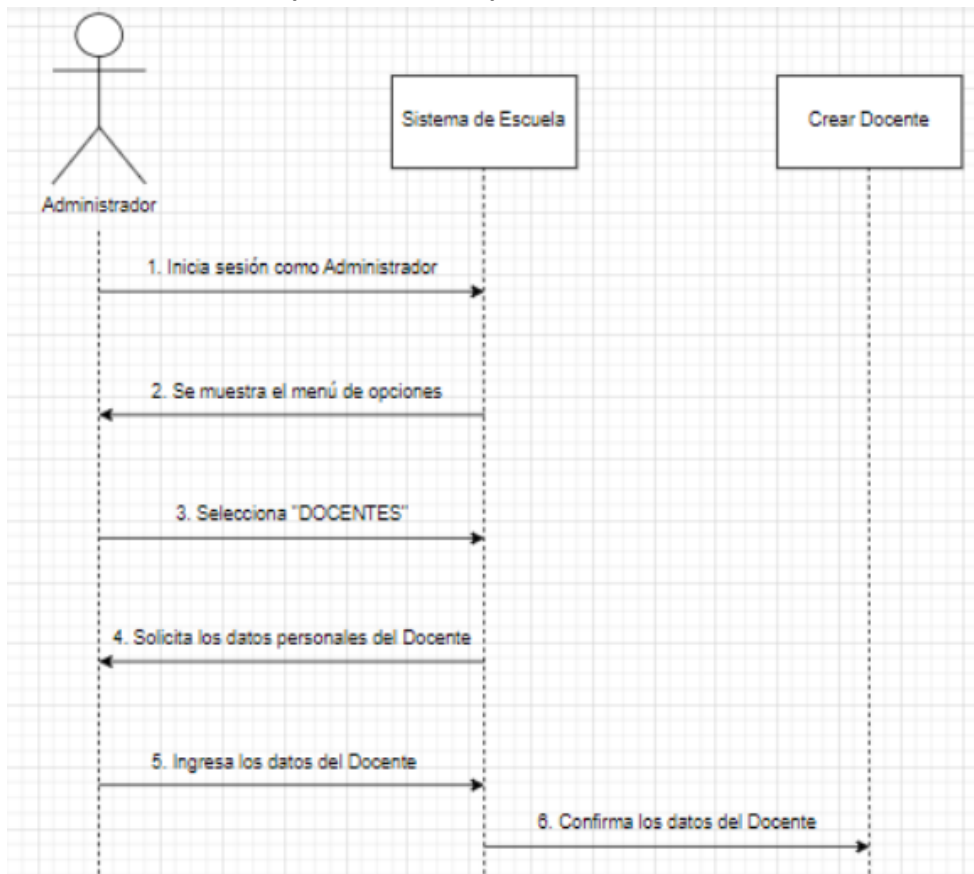 Sistema de Escuela
Crear Docente
Administrador
1. Inicia sesión como Administrador
2. Se muestra el menú de opciones
3. Selecciona "DOCENTES"
4. Solicita los datos personales del Docente
5. Ingresa los datos del Docente
6. Confirma los datos del Docente